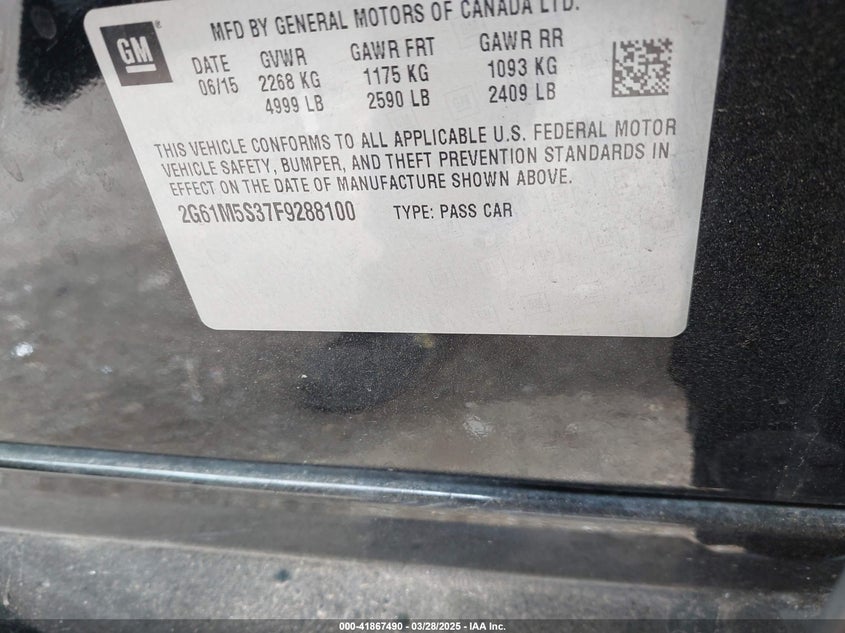 MFD BY GENERAL MOTORS OF CANADA LTD.
GM ®
DATE GVWR GAWR FRT GAWR RR
06/15 2268 KG 1175 KG 1093 KG
4999 LB 2590 LB 2409 LB
THIS VEHICLE CONFORMS TO ALL APPLICABLE U.S. FEDERAL MOTOR
VEHICLE SAFETY, BUMPER, AND THEFT PREVENTION STANDARDS IN
EFFECT ON THE DATE OF MANUFACTURE SHOWN ABOVE.
2G61M5S37F9288100 TYPE: PASS CAR
000-41867490 - 03/28/2025 - IAA Inc.